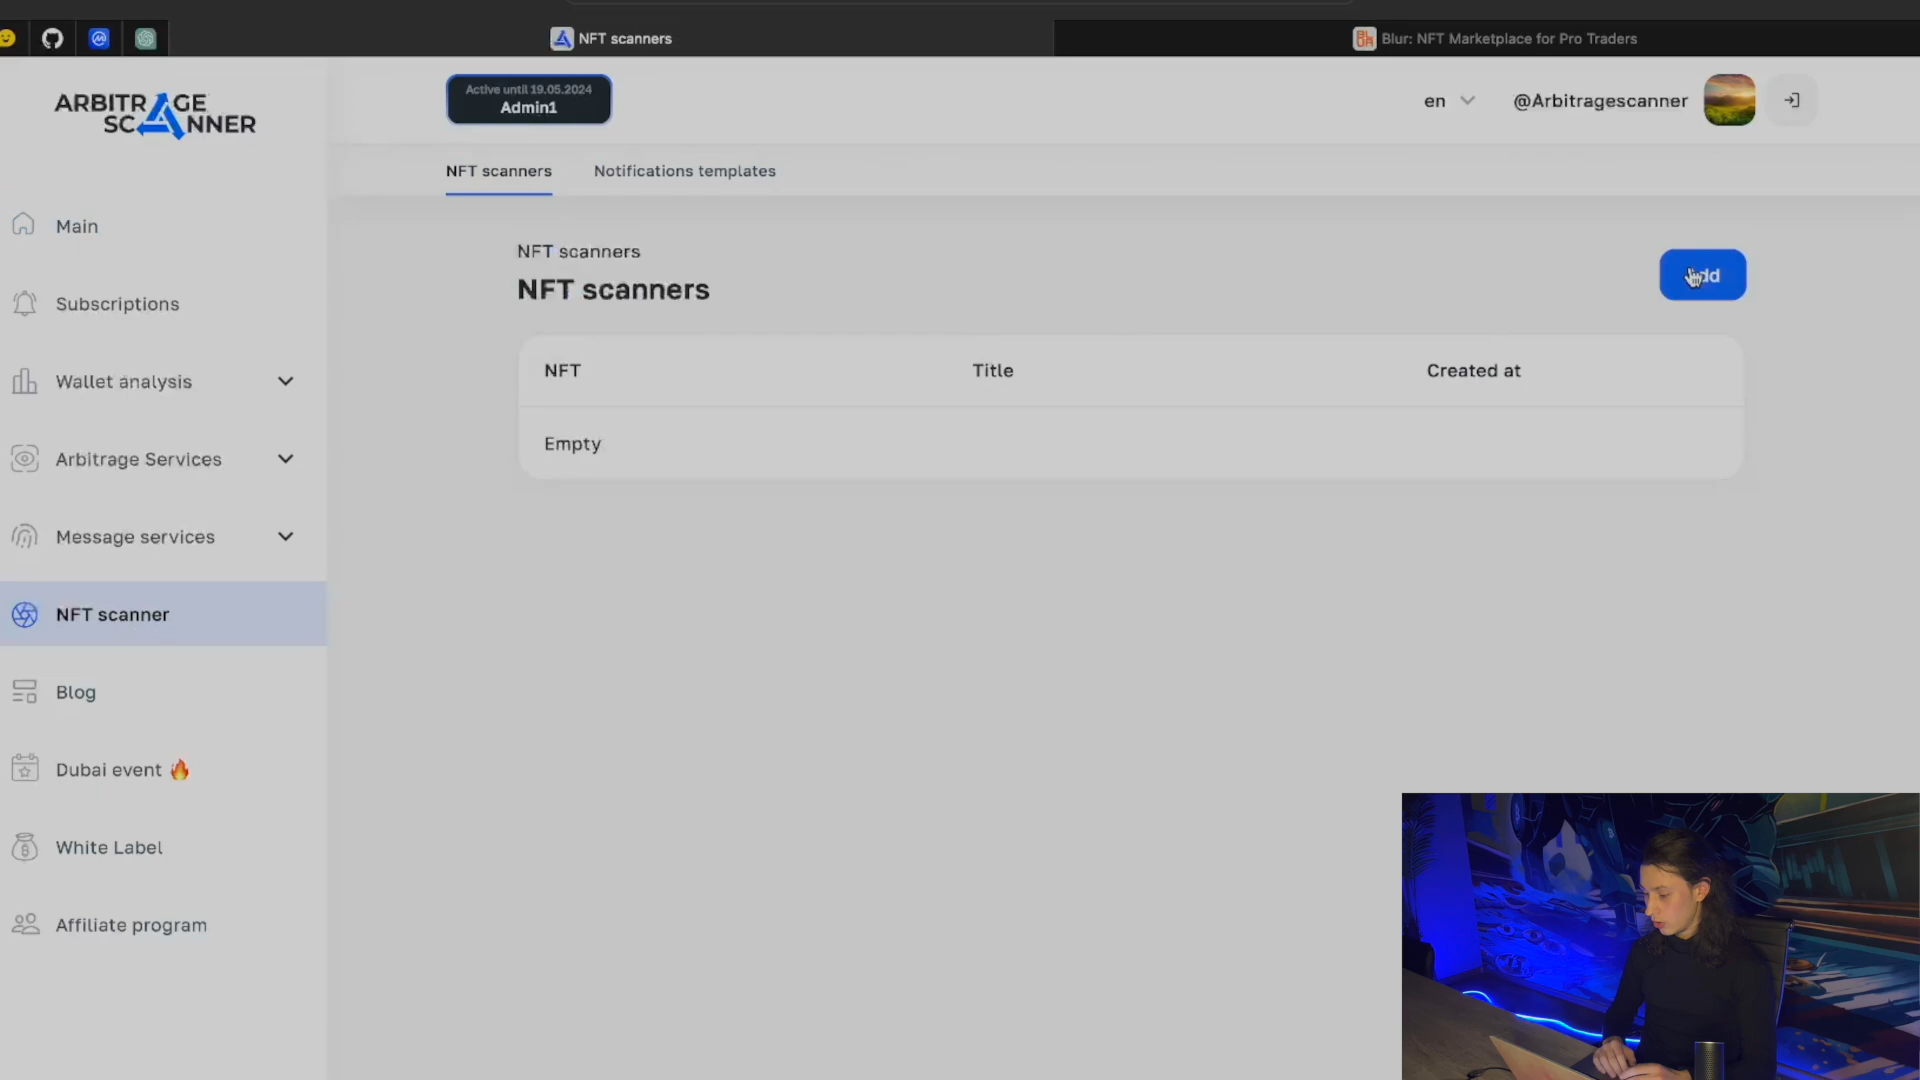 NFT scanners
Blur: NFT Marketplace for Pro Traders
ARBITRAGE
SCANNER
Active until 19.05.2024
Admin1
en
@Arbitragescanner
NFT scanners
Notifications templates
Main
Subscriptions
Wallet analysis
Arbitrage Services
Message services
NFT scanner
Blog
Dubai event 🔥
White Label
Affiliate program
NFT scanners
NFT scanners
Add
NFT
Title
Created at
Empty